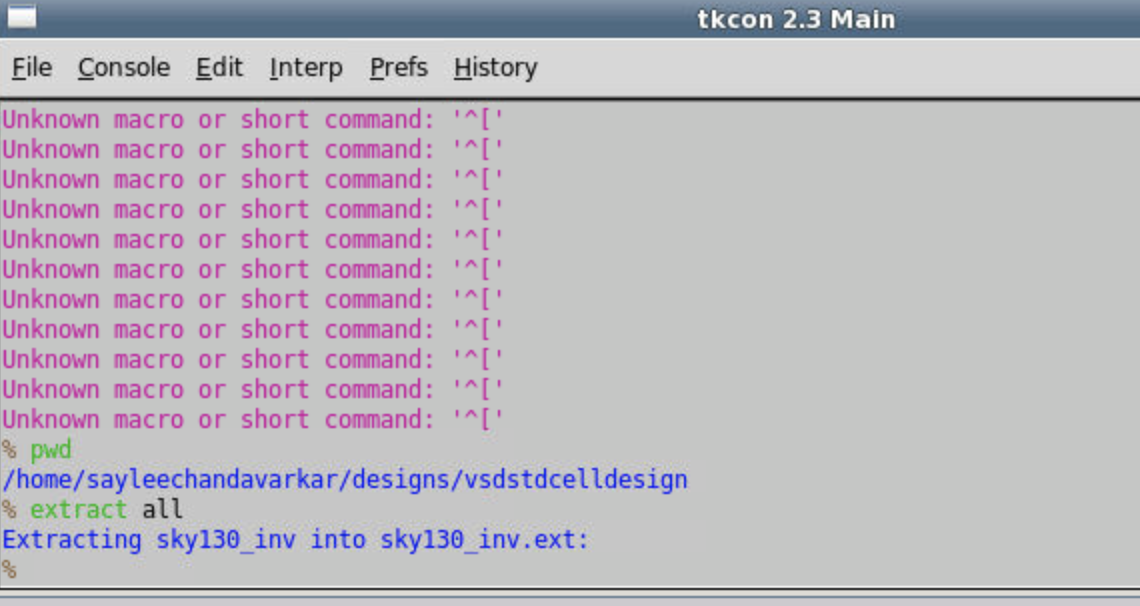 tkcon 2.3 Main
File Console Edit Interp Prefs History
Unknown macro or short command: '^['
Unknown macro or short command: '^['
Unknown macro or short command: '^['
Unknown macro or short command: '^['
Unknown macro or short command: '^['
Unknown macro or short command: '^['
Unknown macro or short command: '^['
Unknown macro or short command: '^['
Unknown macro or short command: '^['
Unknown macro or short command: '^['
Unknown macro or short command: '^['
% pwd
/home/sayleechandavarkar/designs/vsdstdcelldesign
% extract all
Extracting sky130_inv into sky130_inv.ext:
%